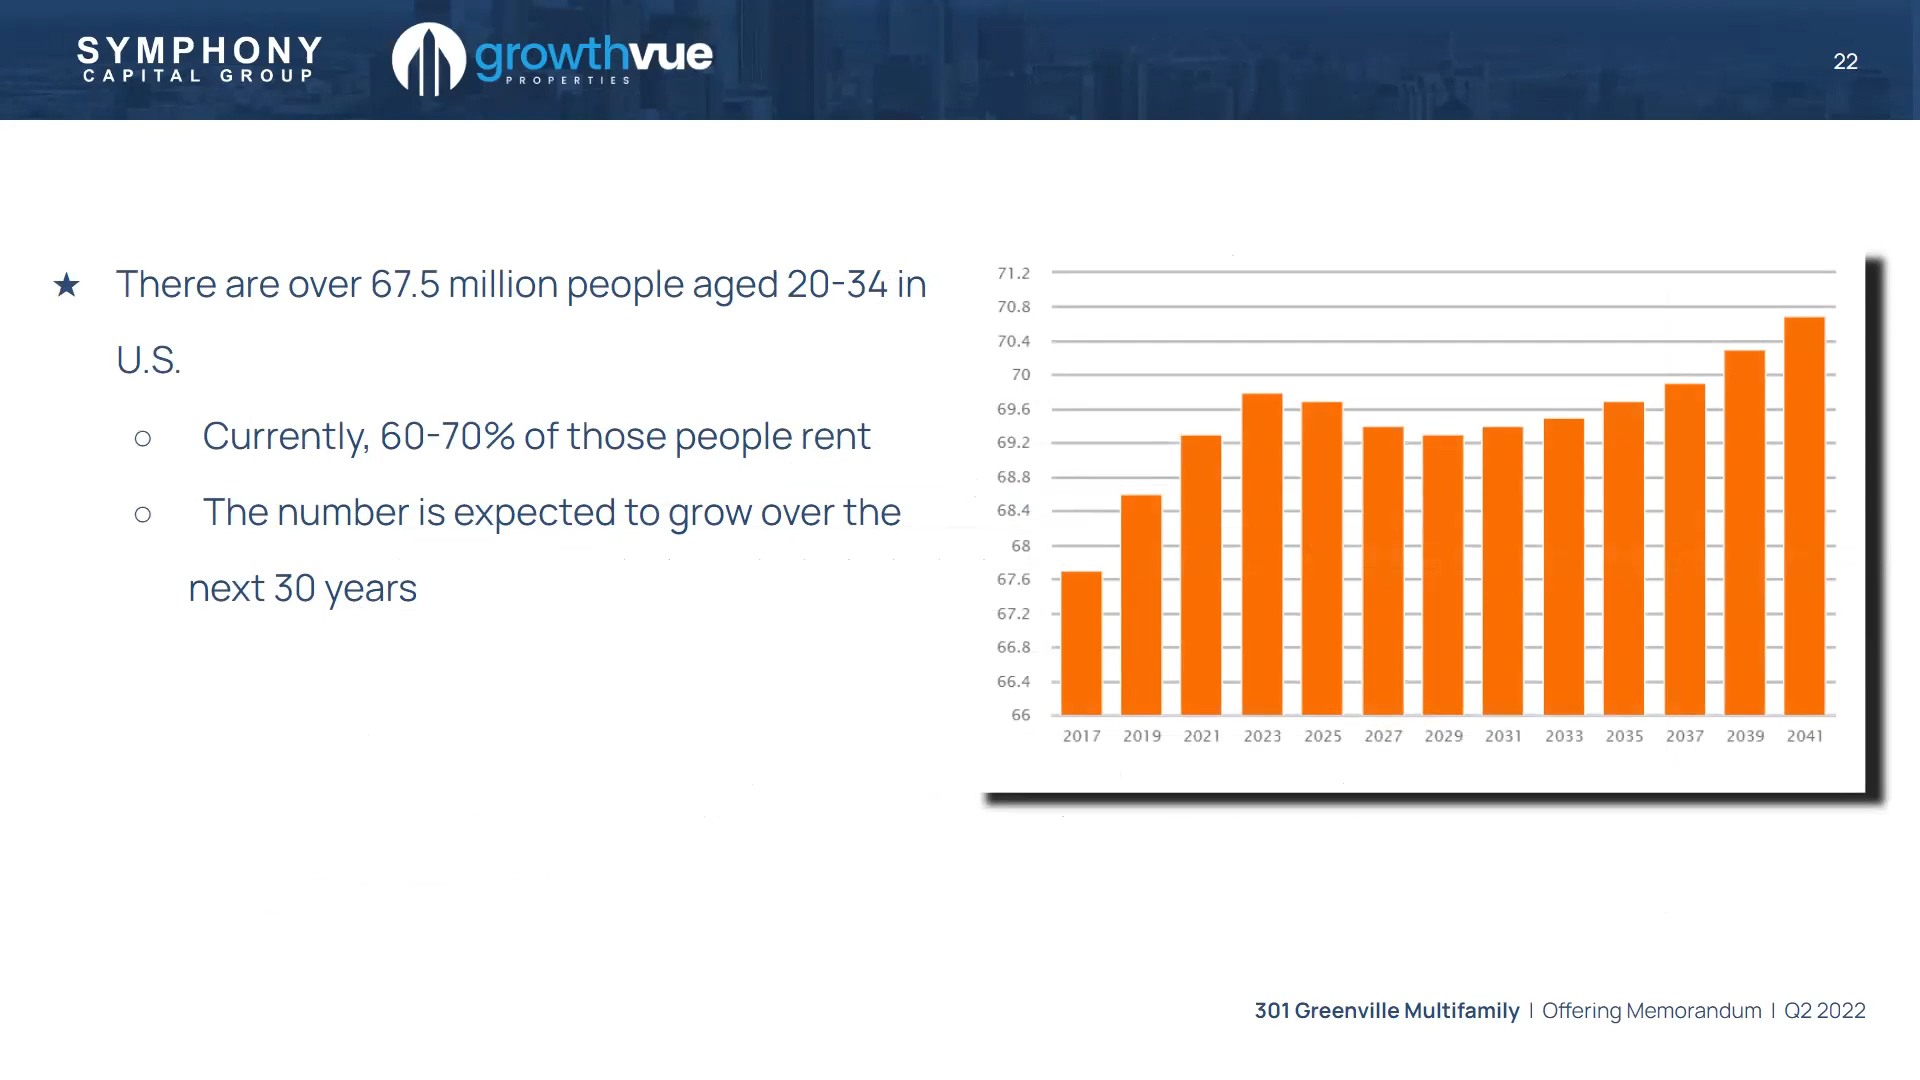 SYMPHONY
CAPITAL GROUP
growthvue
PROPERTIES
22
★ There are over 67.5 million people aged 20-34 in
U.S.
○ Currently, 60-70% of those people rent
○ The number is expected to grow over the
next 30 years
71.2
70.8
70.4
70
69.6
69.2
68.8
68.4
68
67.6
67.2
66.8
66.4
66
2017 2019 2021 2023 2025 2027 2029 2031 2033 2035 2037 2039 2041
301 Greenville Multifamily | Offering Memorandum | Q2 2022